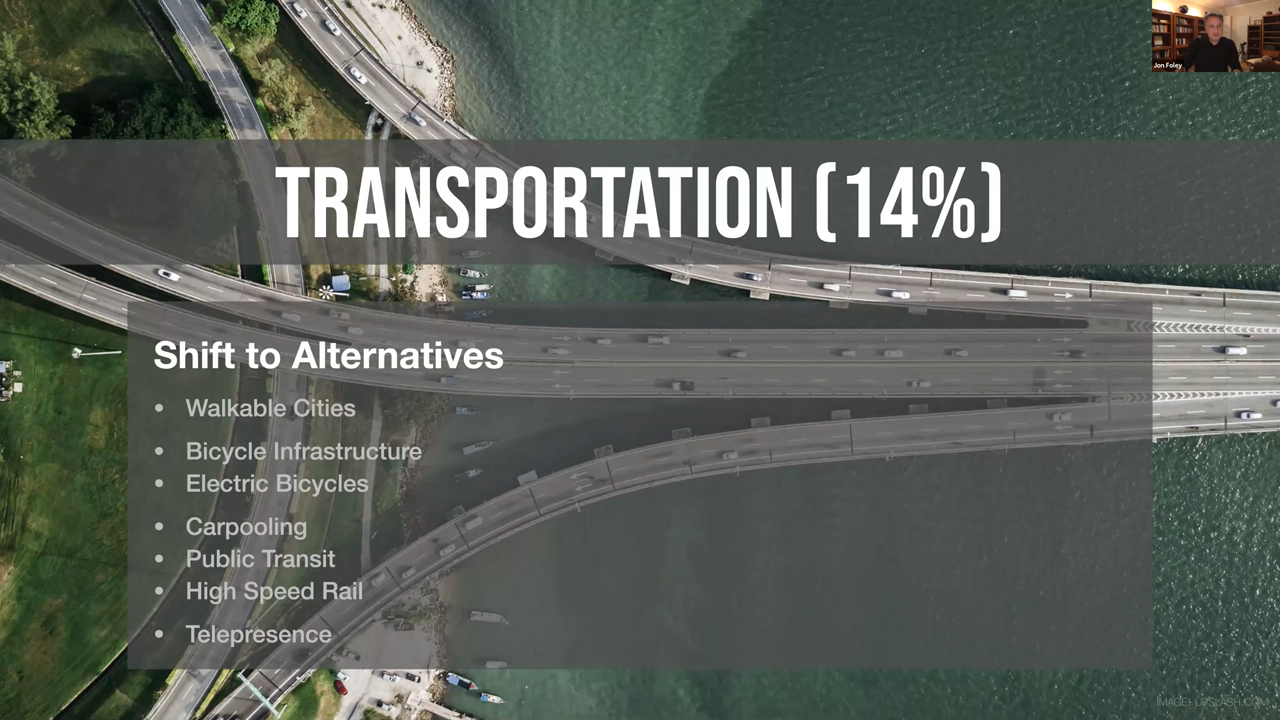 Jon Foley
TRANSPORTATION (14%)
Shift to Alternatives
• Walkable Cities
• Bicycle Infrastructure
• Electric Bicycles
• Carpooling
• Public Transit
• High Speed Rail
• Telepresence
IMAGE: UPSLASH.COM